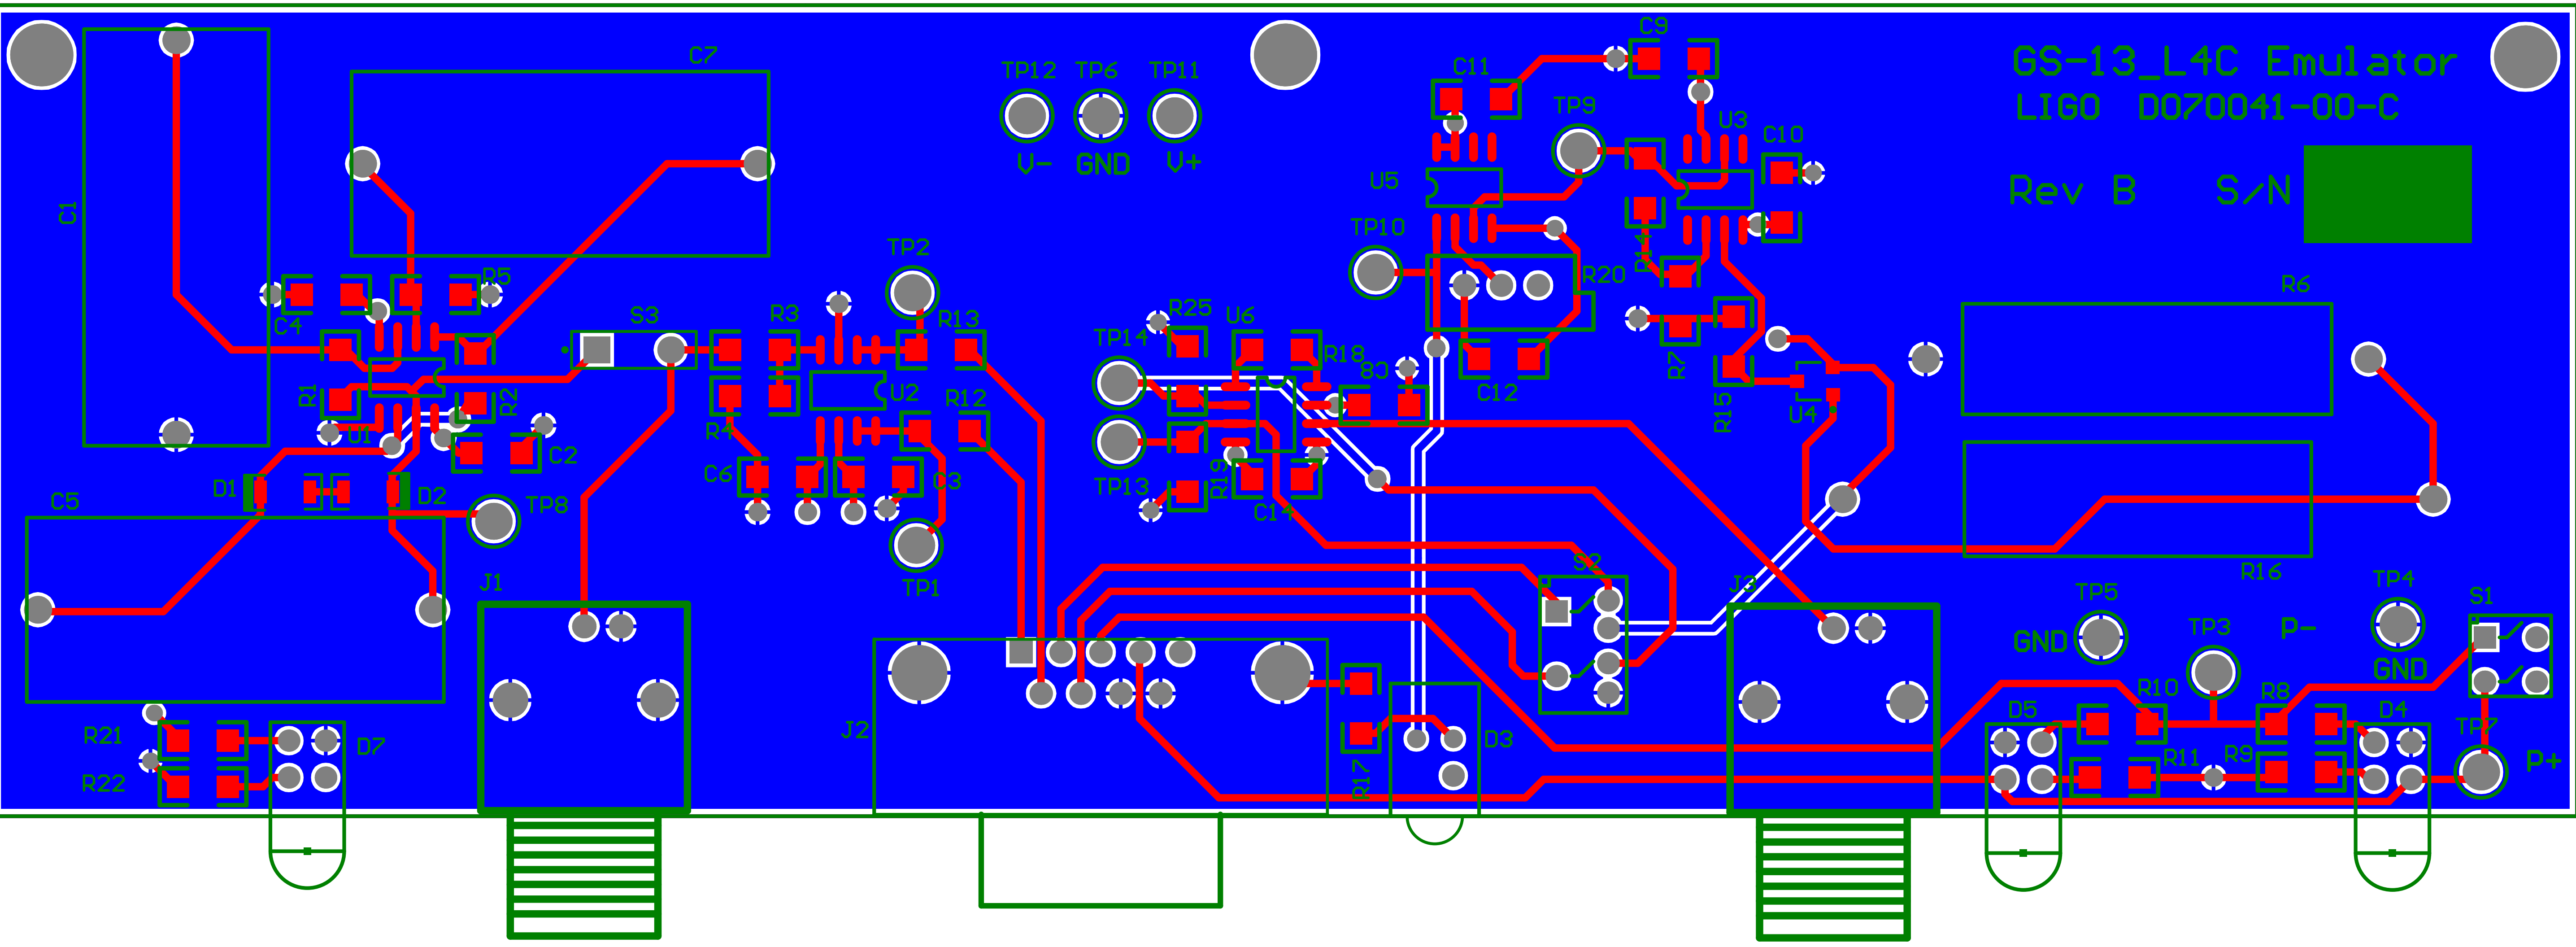 C9
C7
GS-13_L4C Emulator
TP12 TP6 TP11
C11
TP9
LIGO D070041-00-C
U3
C10
V- GND V+
U5
Rev B S/N
C1
TP10
TP2
R14
R5
R20
R6
C4
S3
R3
R13
R25
U6
TP14
R18
C8
R7
R1
R2
U2
R12
C12
R15
U4
U1
R4
C2
C6
C3
TP13
R19
D1
D2
C5
TP8
C14
S2
J1
TP1
J3
R16
TP5
TP4
S1
TP3
P-
GND
GND
R10
R8
D5
D4
TP7
R21
D7
J2
D3
R11
R9
P+
R22
R17